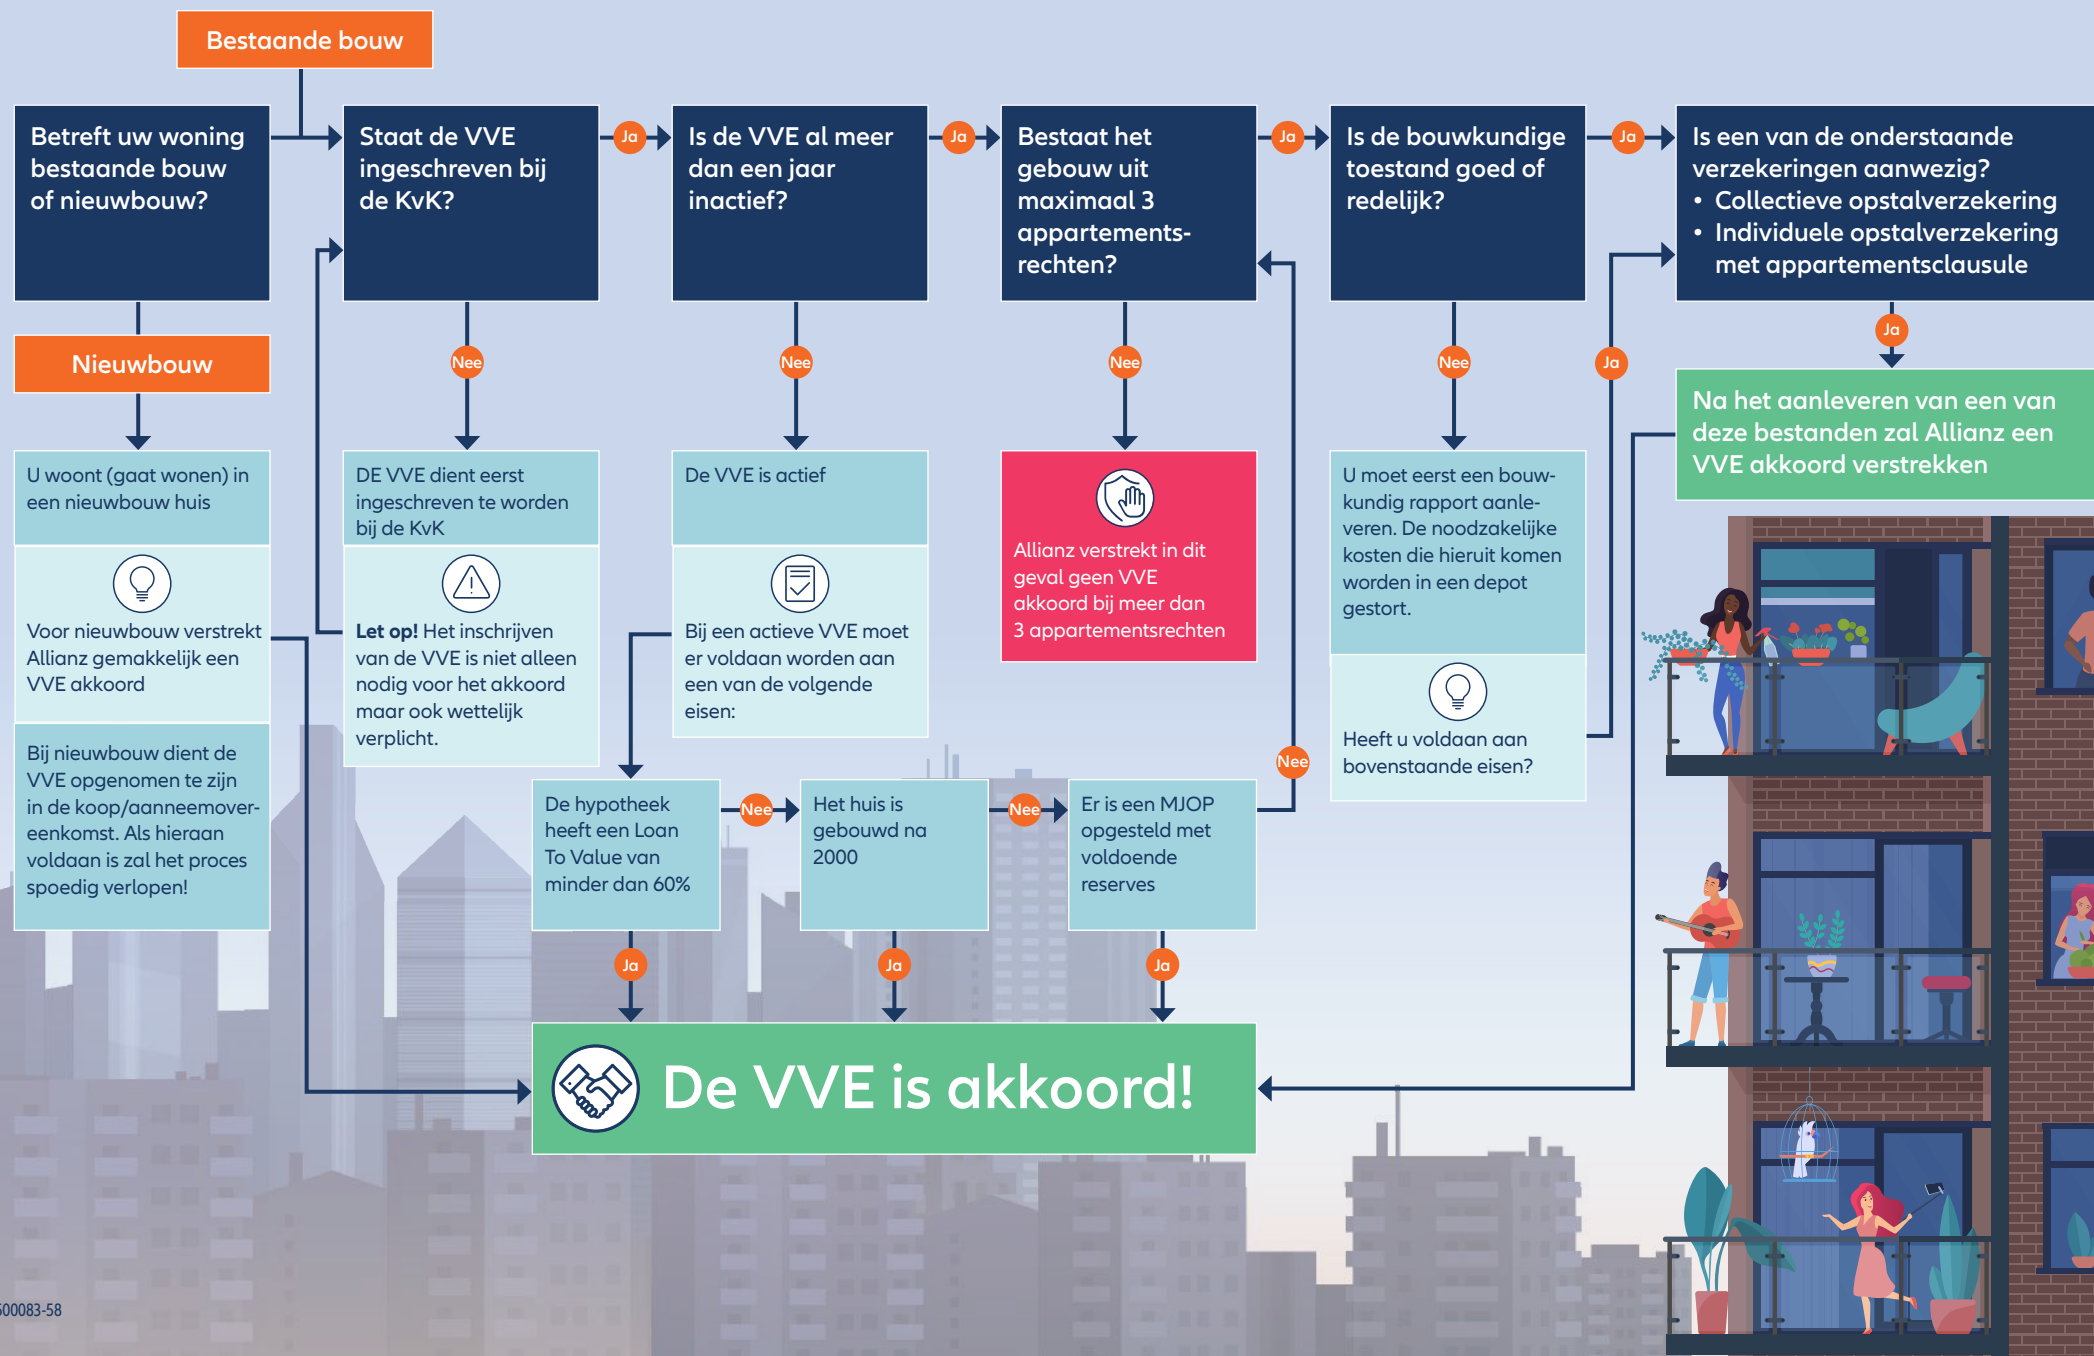 Bestaande bouw
Betreft uw woning
bestaande bouw
of nieuwbouw?
Nieuwbouw
U woont (gaat wonen) in
een nieuwbouw huis
Voor nieuwbouw verstrekt
Allianz gemakkelijk een
VVE akkoord
Bij nieuwbouw dient de
VVE opgenomen te zijn
in de koop/aanneemover-
eenkomst. Als hieraan
voldaan is zal het proces
spoedig verlopen!
Staat de VVE
ingeschreven bij
de KvK?
Ja
Nee
DE VVE dient eerst
ingeschreven te worden
bij de KvK
Let op! Het inschrijven
van de VVE is niet alleen
nodig voor het akkoord
maar ook wettelijk
verplicht.
Is de VVE al meer
dan een jaar
inactief?
Ja
Nee
De VVE is actief
Bij een actieve VVE moet
er voldaan worden aan
een van de volgende
eisen:
De hypotheek
heeft een Loan
To Value van
minder dan 60%
Nee
Ja
Het huis is
gebouwd na
2000
Nee
Ja
Er is een MJOP
opgesteld met
voldoende
reserves
Nee
Ja
Bestaat het
gebouw uit
maximaal 3
appartements-
rechten?
Ja
Nee
Allianz verstrekt in dit
geval geen VVE
akkoord bij meer dan
3 appartementsrechten
Is de bouwkundige
toestand goed of
redelijk?
Ja
Nee
U moet eerst een bouw-
kundig rapport aanle-
veren. De noodzakelijke
kosten die hieruit komen
worden in een depot
gestort.
Heeft u voldaan aan
bovenstaande eisen?
Ja
Is een van de onderstaande
verzekeringen aanwezig?
• Collectieve opstalverzekering
• Individuele opstalverzekering
met appartementsclausule
Ja
Na het aanleveren van een van
deze bestanden zal Allianz een
VVE akkoord verstrekken
De VVE is akkoord!
500083-58